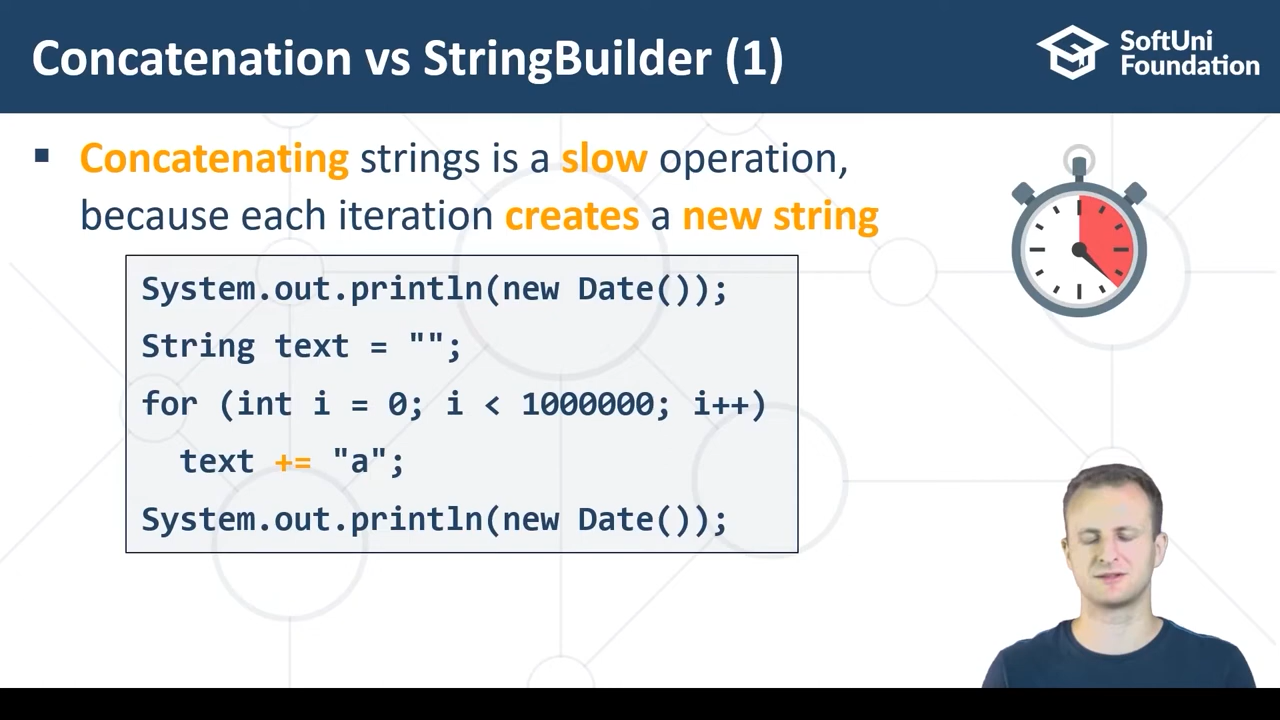 Concatenation vs StringBuilder (1)
SoftUni
Foundation
▪ Concatenating strings is a slow operation,
because each iteration creates a new string
System.out.println(new Date());
String text = "";
for (int i = 0; i < 1000000; i++)
  text += "a";
System.out.println(new Date());